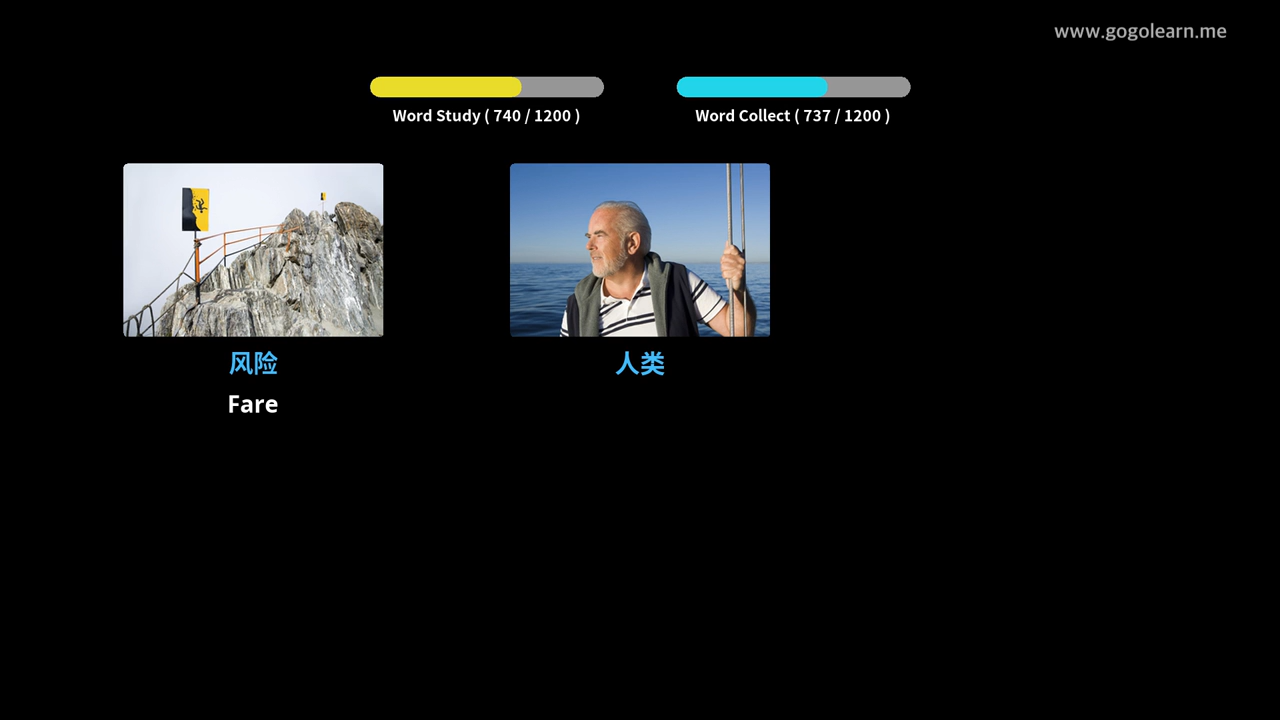 www.gogolearn.me
Word Study ( 740 / 1200 )
Word Collect ( 737 / 1200 )
风险
人类
Fare